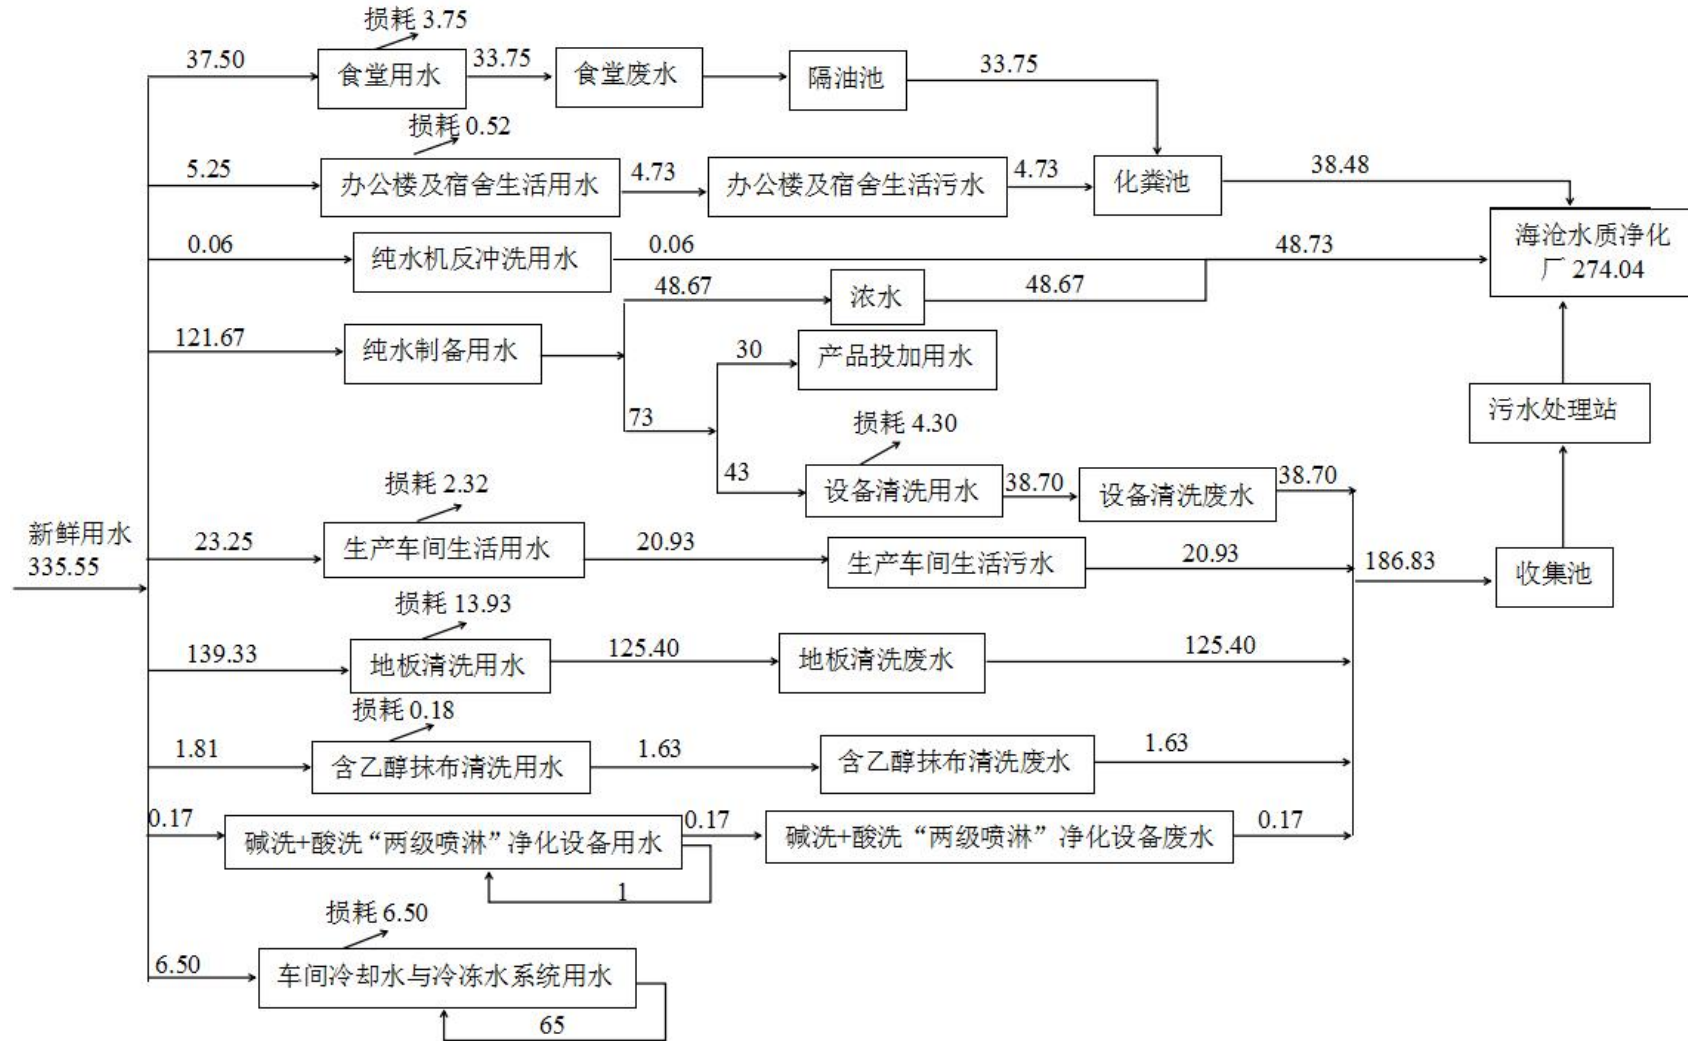 损耗 3.75
37.50
食堂用水
33.75
食堂废水
隔油池
33.75
损耗 0.52
5.25
办公楼及宿舍生活用水
4.73
办公楼及宿舍生活污水
4.73
化粪池
38.48
0.06
纯水机反冲洗用水
0.06
48.73
海沧水质净化
厂 274.04
48.67
浓水
48.67
121.67
纯水制备用水
30
产品投加用水
73
污水处理站
损耗 4.30
43
设备清洗用水
38.70
设备清洗废水
38.70
损耗 2.32
新鲜用水
335.55
23.25
生产车间生活用水
20.93
生产车间生活污水
20.93
186.83
收集池
损耗 13.93
139.33
地板清洗用水
125.40
地板清洗废水
125.40
损耗 0.18
1.81
含乙醇抹布清洗用水
1.63
含乙醇抹布清洗废水
1.63
0.17
碱洗+酸洗“两级喷淋”净化设备用水
0.17
碱洗+酸洗“两级喷淋”净化设备废水
0.17
1
损耗 6.50
6.50
车间冷却水与冷冻水系统用水
65